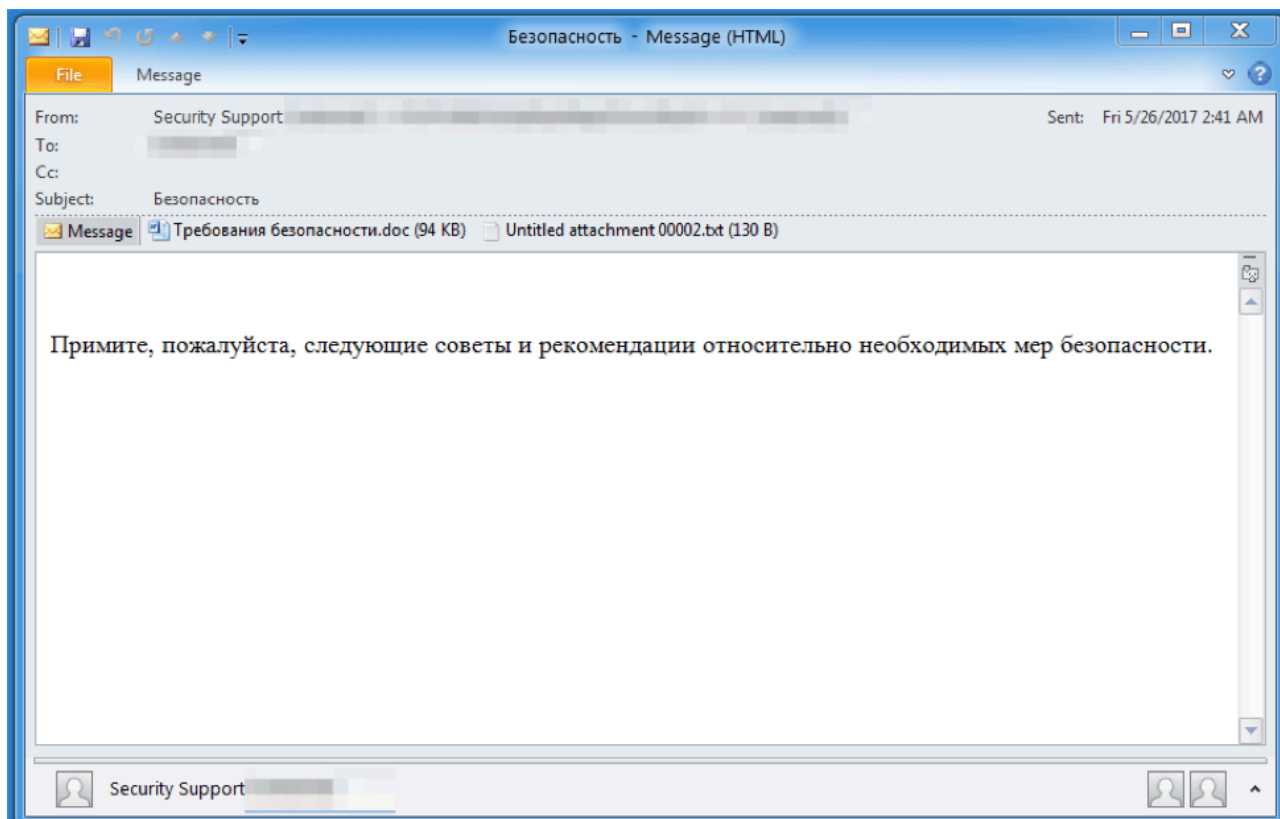 Безопасность - Message (HTML)
File Message
From: Security Support Sent: Fri 5/26/2017 2:41 AM
To:
Cc:
Subject: Безопасность
Message Требования безопасности.doc (94 KB) Untitled attachment 00002.txt (130 B)
Примите, пожалуйста, следующие советы и рекомендации относительно необходимых мер безопасности.
Security Support